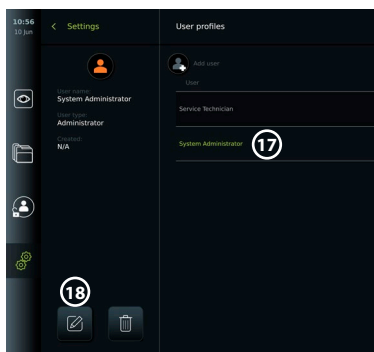 10:56
10 Jun
Settings
User profiles
Add user
User
User name:
System Administrator
Service Technician
User type:
Administrator
Created:
N/A
System Administrator
17
18